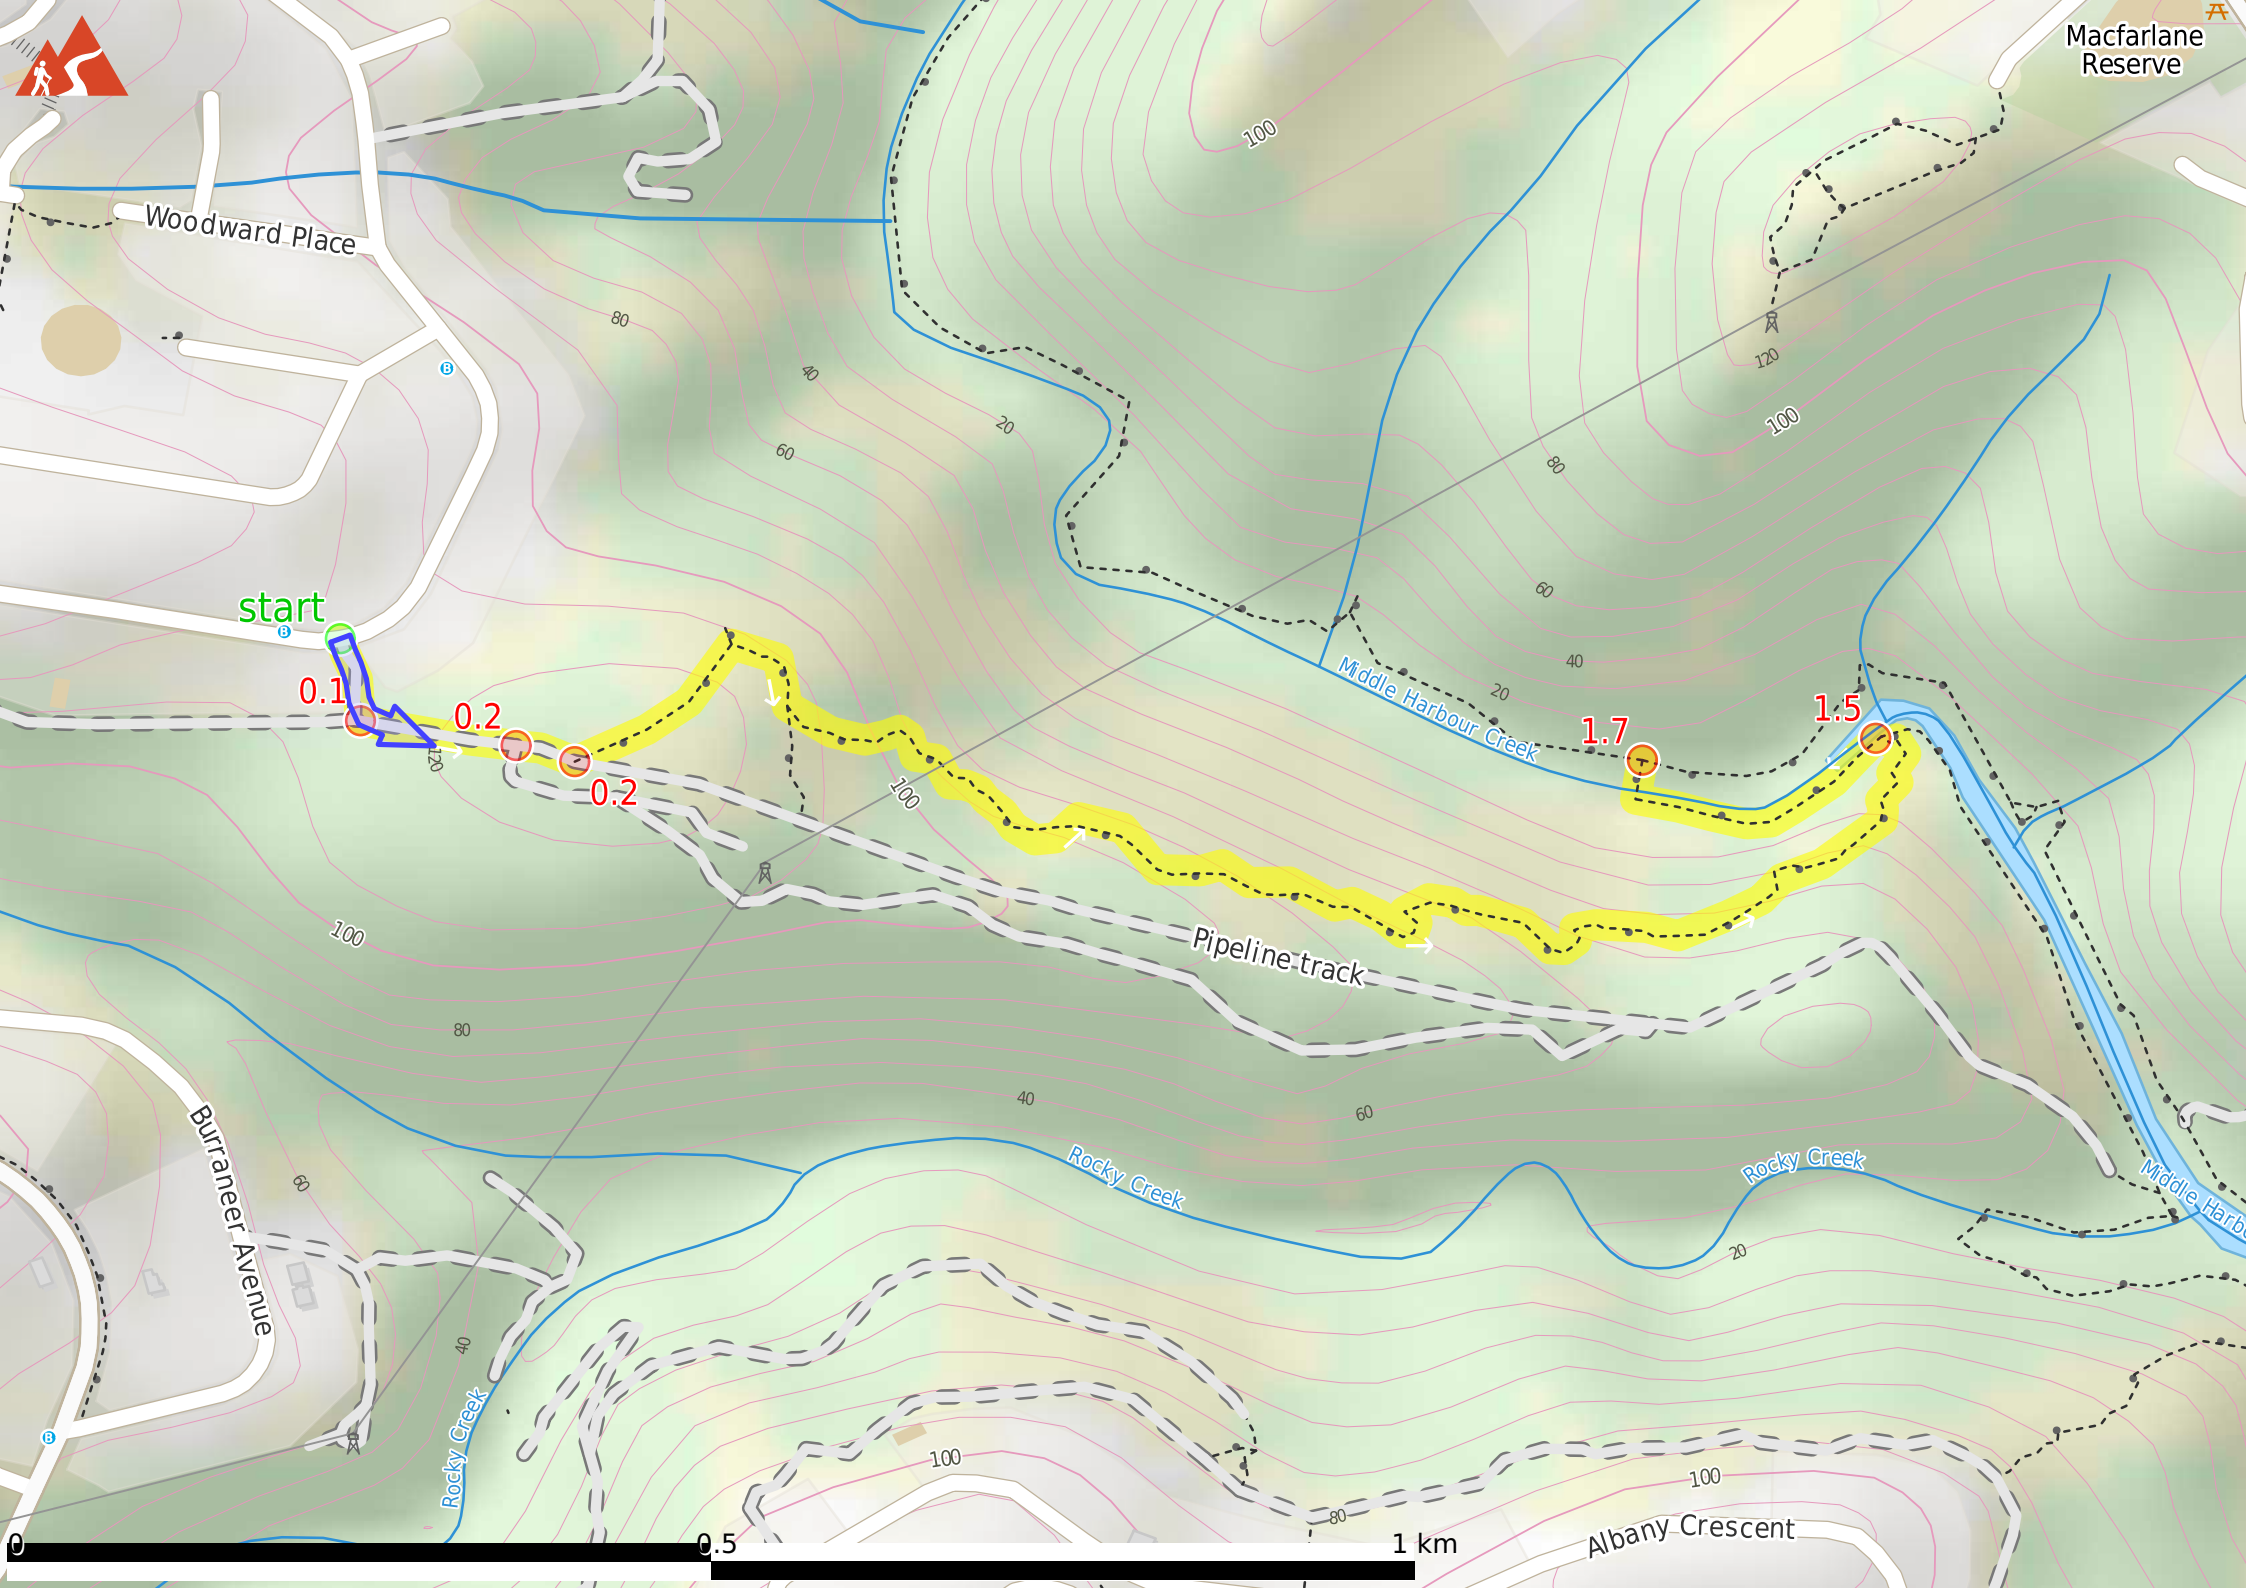 Macfarlane
Reserve
100
Woodward Place
80
B
40
120
20
60
100
80
60
start
B
40
Middle Harbour Creek
20
0.1
0.2
1.5
1.7
120
0.2
100
100
Pipeline track
80
40
60
Rocky Creek
Rocky Creek
Middle Harbo
Burraneer Avenue
60
20
40
Rocky Creek
B
100
100
80
Albany Crescent
0
0.5
1 km